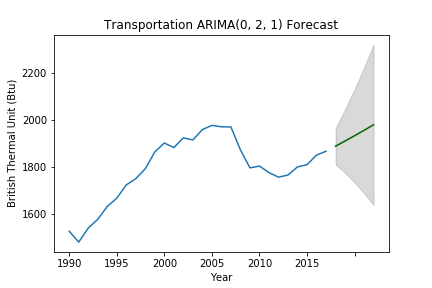 Transportation ARIMA(0, 2, 1) Forecast
British Thermal Unit (Btu)
2200
2000
1800
1600
1990 1995 2000 2005 2010 2015
Year